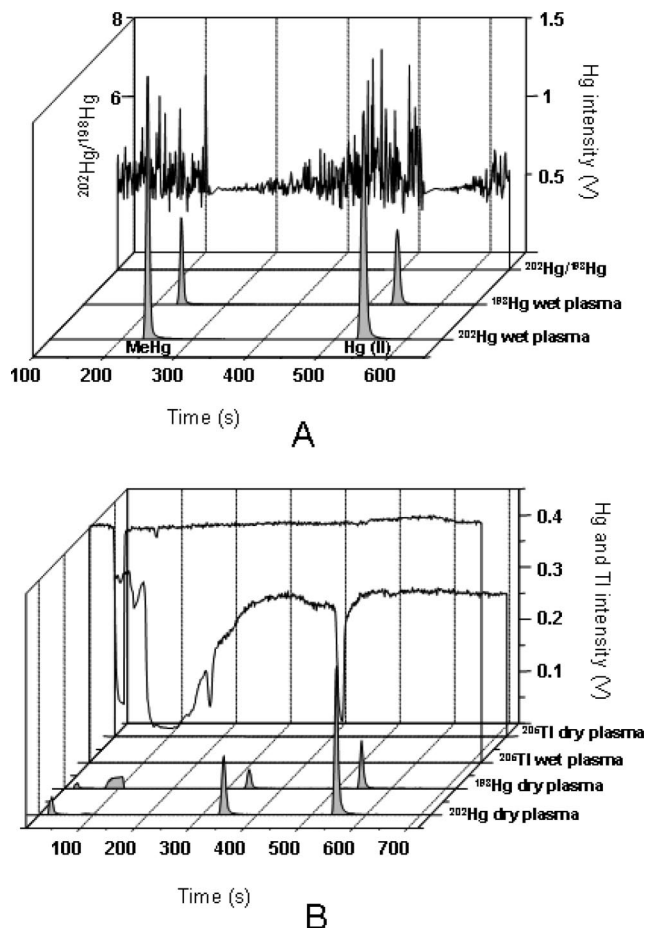 8
1.5
6
1
0.5
²⁰²Hg/¹⁹⁸Hg
Hg intensity (V)
²⁰²Hg/¹⁹⁸Hg
¹⁹⁸Hg wet plasma
²⁰²Hg wet plasma
MeHg
Hg (II)
100 200 300 400 500 600
Time (s)
A
0.4
0.3
0.2
0.1
Hg and Tl intensity (V)
²⁰⁵Tl dry plasma
²⁰⁵Tl wet plasma
¹⁹⁸Hg dry plasma
²⁰²Hg dry plasma
100 200 300 400 500 600 700
Time (s)
B